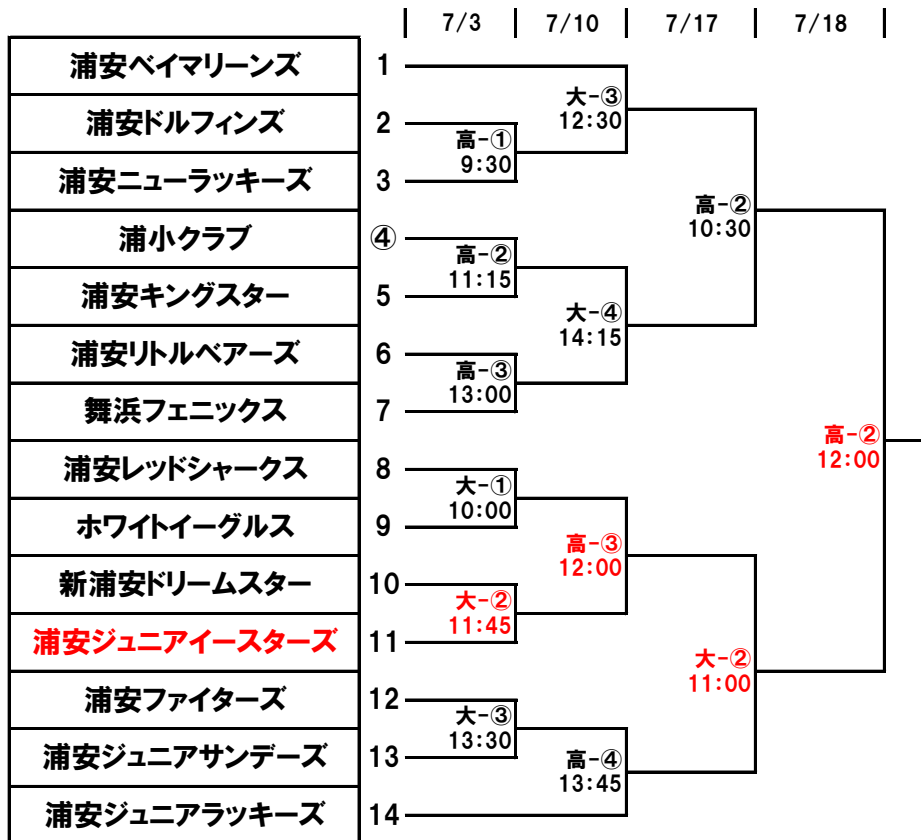 7/3 7/10 7/17 7/18
浦安ベイマリーンズ 1
大-③
12:30
浦安ドルフィンズ 2
高-①
9:30
浦安ニューラッキーズ 3
高-②
10:30
浦小クラブ ④
高-②
11:15
浦安キングスター 5
大-④
14:15
浦安リトルベアーズ 6
高-③
13:00
舞浜フェニックス 7
高-②
12:00
浦安レッドシャークス 8
大-①
10:00
ホワイトイーグルス 9
高-③
12:00
新浦安ドリームスター 10
大-②
11:45
浦安ジュニアイースターズ 11
大-②
11:00
浦安ファイターズ 12
大-③
13:30
浦安ジュニアサンデーズ 13
高-④
13:45
浦安ジュニアラッキーズ 14